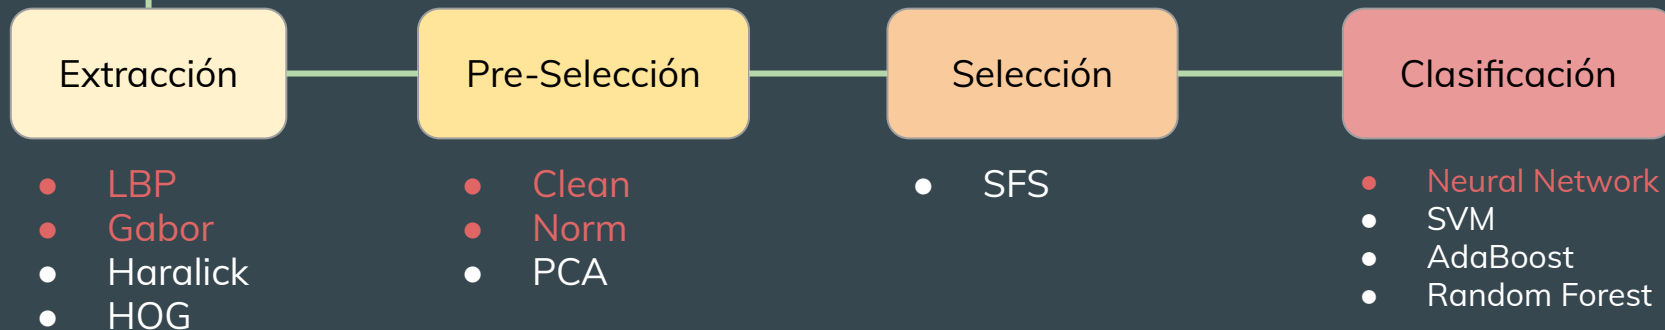 Extracción
Pre-Selección
Selección
Clasificación
LBP
Gabor
Haralick
HOG
Clean
Norm
PCA
SFS
Neural Network
SVM
AdaBoost
Random Forest